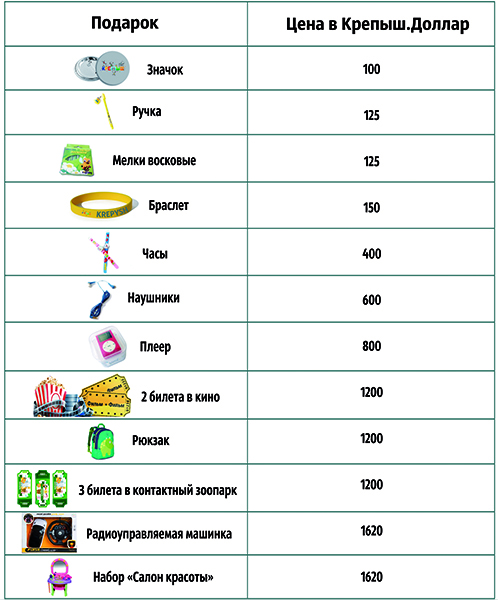 Подарок Цена в Крепыш.Доллар
Значок 100
Ручка 125
Мелки восковые 125
KREPYSH Браслет 150
Часы 400
Наушники 600
Плеер 800
2 билета в кино 1200
Рюкзак 1200
3 билета в контактный зоопарк 1200
Радиоуправляемая машинка 1620
Набор «Салон красоты» 1620